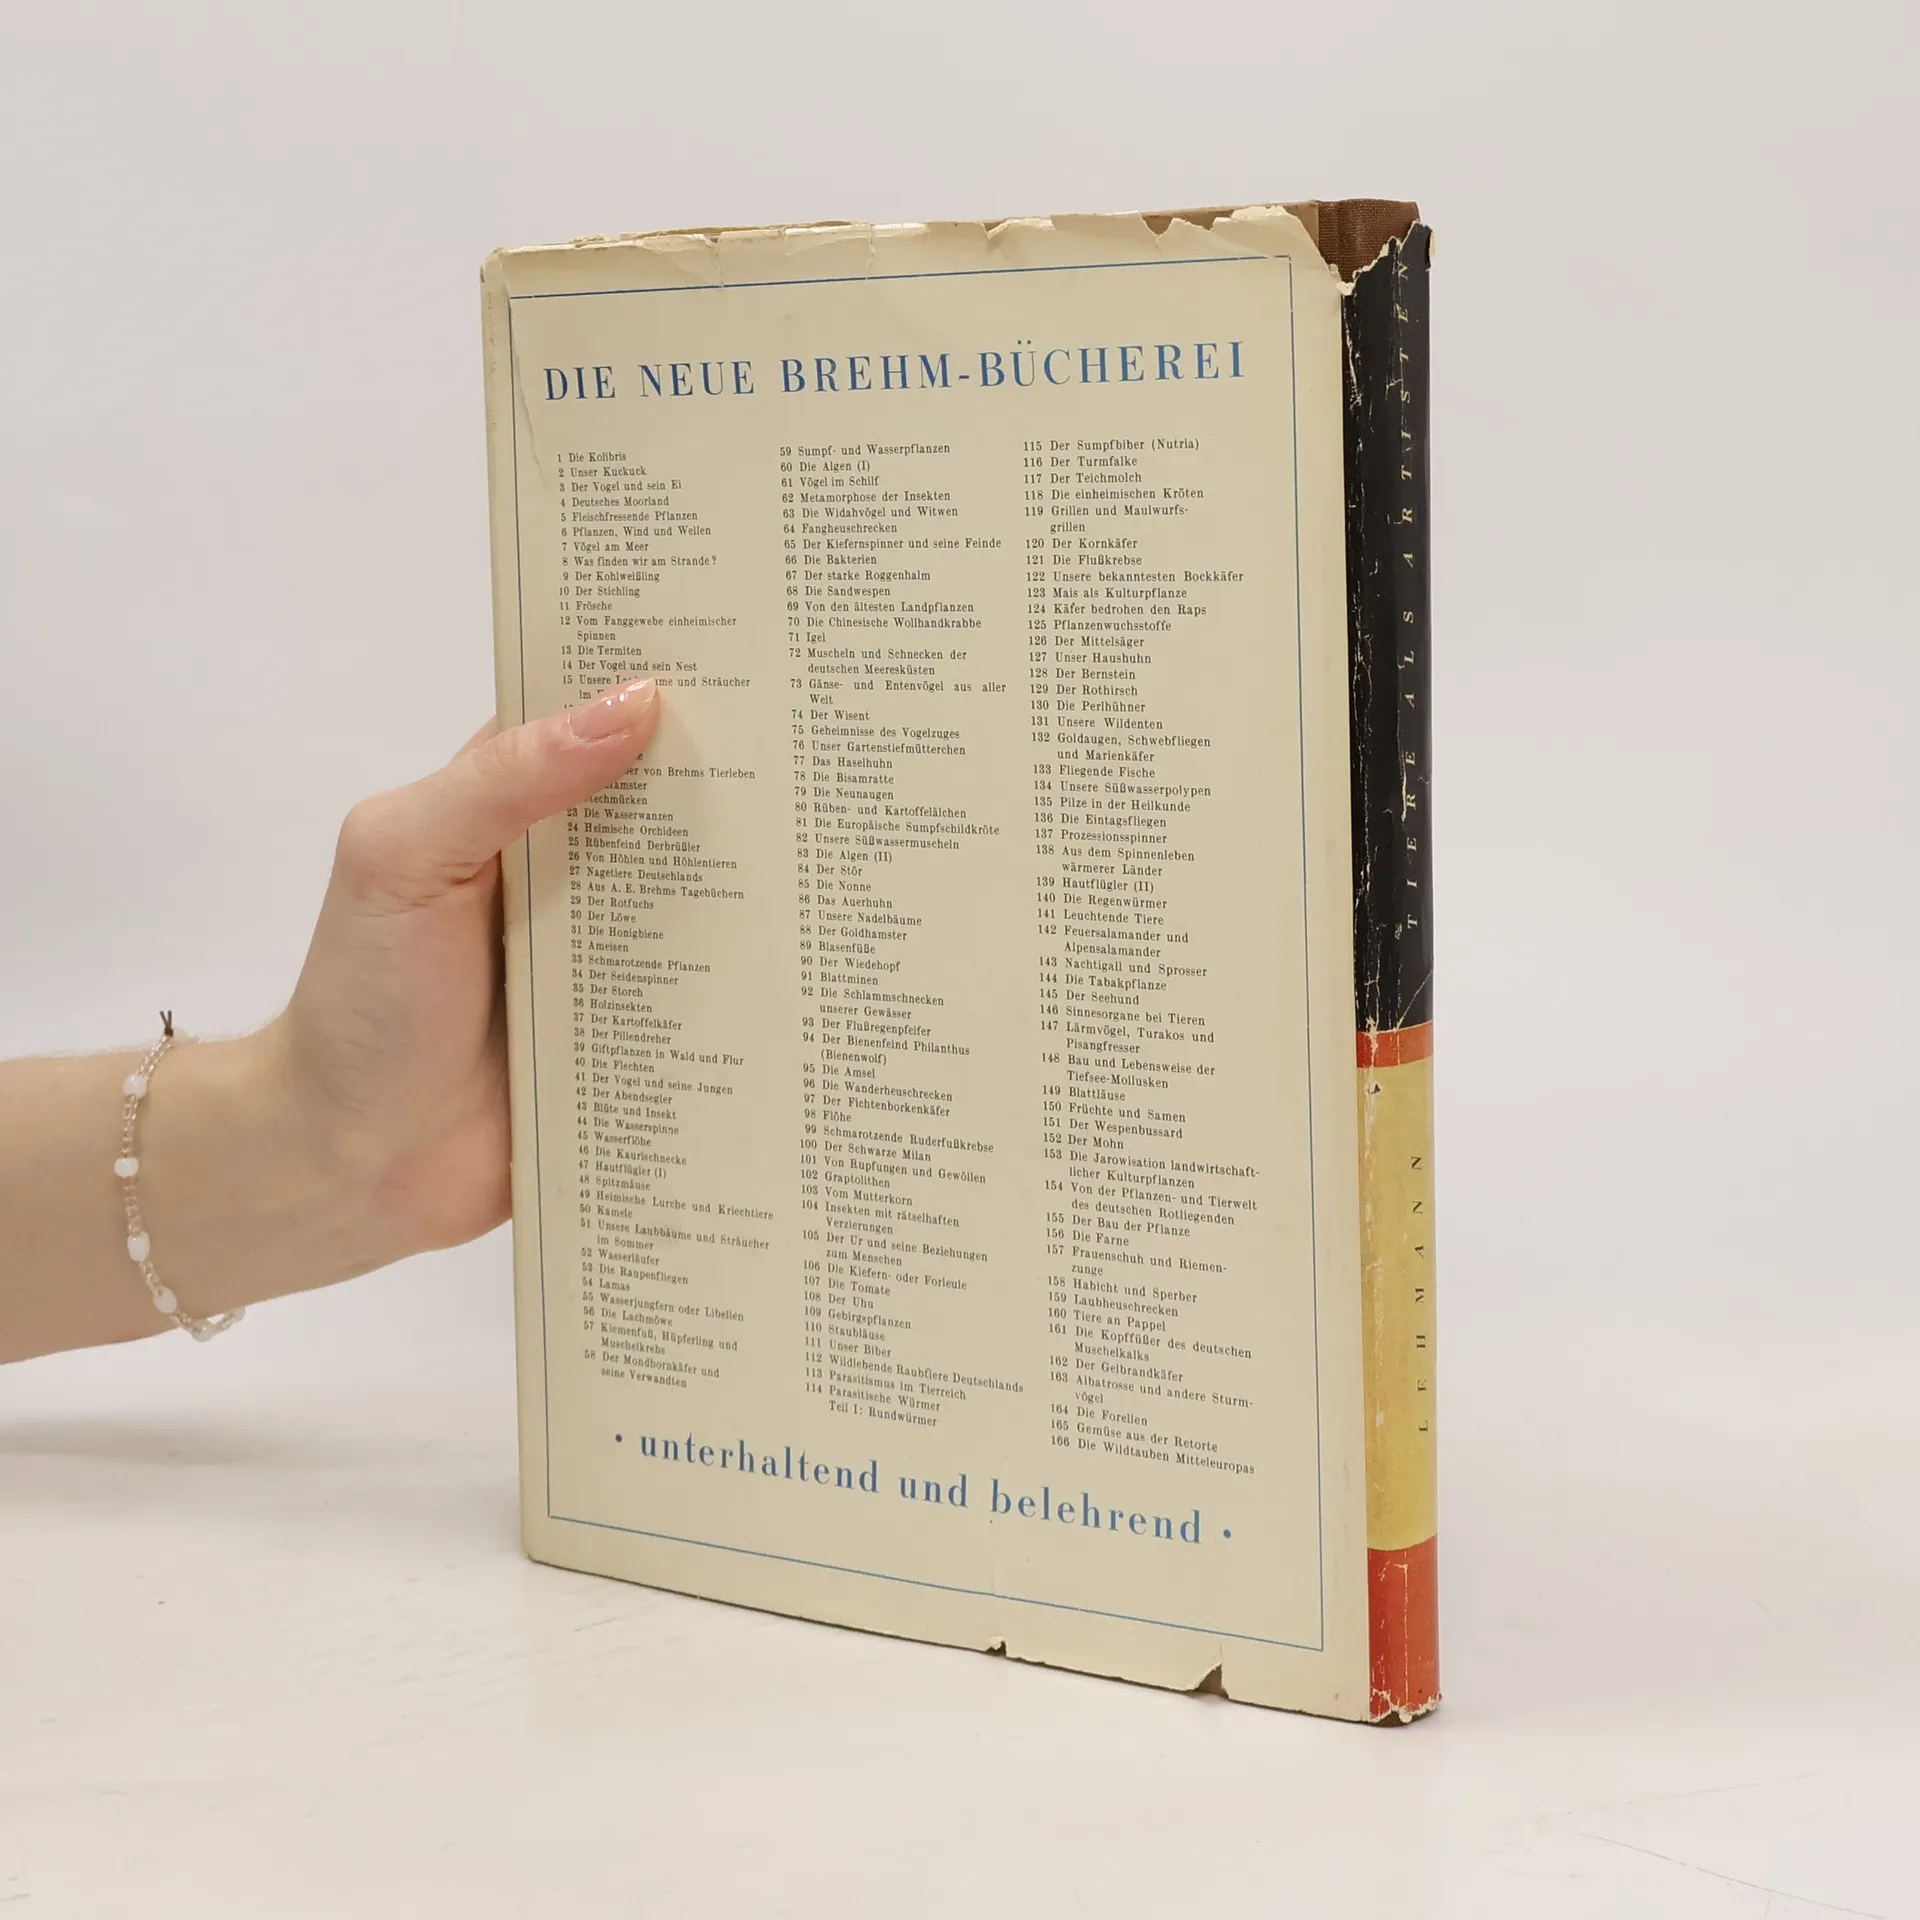 DIE NEUE BREHM-BÜCHEREI
1 Die Kolibris
2 Unser Kuckuck
3 Der Vogel und sein Ei
4 Deutsches Moorland
5 Fleischfressende Pflanzen
6 Pflanzen, Wind und Wellen
7 Vögel am Meer
8 Was finden wir am Strande?
9 Der Kohlweißling
10 Der Stichling
11 Frösche
12 Vom Fanggewebe einheimischer
Spinnen
13 Die Termiten
14 Der Vogel und sein Nest
15 Unsere und Sträucher
im
von Brehms Tierleben
Stechmücken
23 Die Wasserwanzen
24 Heimische Orchideen
25 Rübenfeind Derbrüßler
26 Von Höhlen und Höhlentieren
27 Nagetiere Deutschlands
28 Aus A. E. Brehms Tagebüchern
29 Der Rotfuchs
30 Der Löwe
31 Die Honigbiene
32 Ameisen
33 Schmarotzende Pflanzen
34 Der Seidenspinner
35 Der Storch
36 Holzinsekten
37 Der Kartoffelkäfer
38 Der Pillendreher
39 Giftpflanzen in Wald und Flur
40 Die Flechten
41 Der Vogel und seine Jungen
42 Der Abendsegler
43 Blüte und Insekt
44 Die Wasserspinne
45 Wasserflöhe
46 Die Kaurischnecke
47 Hautflügler (I)
48 Spitzmäuse
49 Heimische Lurche und Kriechtiere
50 Kamele
51 Unsere Laubbäume und Sträucher
im Sommer
52 Wasserläufer
53 Die Raupenfliegen
54 Lamas
55 Wasserjungfern oder Libellen
56 Die Lachmöwe
57 Kiemenfuß, Hüpferling und
Muschelkrebs
58 Der Mondhornkäfer und
seine Verwandten
59 Sumpf- und Wasserpflanzen
60 Die Algen (I)
61 Vögel im Schilf
62 Metamorphose der Insekten
63 Die Widahvögel und Witwen
64 Fangheuschrecken
65 Der Kiefernspinner und seine Feinde
66 Die Bakterien
67 Der starke Roggenhalm
68 Die Sandwespen
69 Von den ältesten Landpflanzen
70 Die Chinesische Wollhandkrabbe
71 Igel
72 Muscheln und Schnecken der
deutschen Meeresküsten
73 Gänse- und Entenvögel aus aller
Welt
74 Der Wisent
75 Geheimnisse des Vogelzuges
76 Unser Gartenstiefmütterchen
77 Das Haselhuhn
78 Die Bisamratte
79 Die Neunaugen
80 Rüben- und Kartoffelälchen
81 Die Europäische Sumpfschildkröte
82 Unsere Süßwassermuscheln
83 Die Algen (II)
84 Der Stör
85 Die Nonne
86 Das Auerhuhn
87 Unsere Nadelbäume
88 Der Goldhamster
89 Blasenfüße
90 Der Wiedehopf
91 Blattminen
92 Die Schlammschnecken
unserer Gewässer
93 Der Flußregenpfeifer
94 Der Bienenfeind Philanthus
(Bienenwolf)
95 Die Amsel
96 Die Wanderheuschrecken
97 Der Fichtenborkenkäfer
98 Flöhe
99 Schmarotzende Ruderfußkrebse
100 Der Schwarze Milan
101 Von Rupfungen und Gewöllen
102 Graptolithen
103 Vom Mutterkorn
104 Insekten mit rätselhaften
Verzierungen
105 Der Ur und seine Beziehungen
zum Menschen
106 Die Kiefern- oder Forleule
107 Die Tomate
108 Der Uhu
109 Gebirgspflanzen
110 Staubläuse
111 Unser Biber
112 Wildlebende Raubtiere Deutschlands
113 Parasitismus im Tierreich
114 Parasitische Würmer
Teil I: Rundwürmer
115 Der Sumpfbiber (Nutria)
116 Der Turmfalke
117 Der Teichmolch
118 Die einheimischen Kröten
119 Grillen und Maulwurfs-
grillen
120 Der Kornkäfer
121 Die Flußkrebse
122 Unsere bekanntesten Bockkäfer
123 Mais als Kulturpflanze
124 Käfer bedrohen den Raps
125 Pflanzenwuchsstoffe
126 Der Mittelsäger
127 Unser Haushuhn
128 Der Bernstein
129 Der Rothirsch
130 Die Perlhühner
131 Unsere Wildenten
132 Goldaugen, Schwebfliegen
und Marienkäfer
133 Fliegende Fische
134 Unsere Süßwasserpolypen
135 Pilze in der Heilkunde
136 Die Eintagsfliegen
137 Prozessionsspinner
138 Aus dem Spinnenleben
wärmerer Länder
139 Hautflügler (II)
140 Die Regenwürmer
141 Leuchtende Tiere
142 Feuersalamander und
Alpensalamander
143 Nachtigall und Sprosser
144 Die Tabakpflanze
145 Der Seehund
146 Sinnesorgane bei Tieren
147 Lärmvögel, Turakos und
Pisangfresser
148 Bau und Lebensweise der
Tiefsee-Mollusken
149 Blattläuse
150 Früchte und Samen
151 Der Wespenbussard
152 Der Mohn
153 Die Jarowisation landwirtschaft-
licher Kulturpflanzen
154 Von der Pflanzen- und Tierwelt
des deutschen Rotliegenden
155 Der Bau der Pflanze
156 Die Farne
157 Frauenschuh und Riemen-
zunge
158 Habicht und Sperber
159 Laubheuschrecken
160 Tiere an Pappel
161 Die Kopffüßer des deutschen
Muschelkalks
162 Der Gelbrandkäfer
163 Albatrosse und andere Sturm-
vögel
164 Die Forellen
165 Gemüse aus der Retorte
166 Die Wildtauben Mitteleuropas
• unterhaltend und belehrend •
LEHMANN TIERE ALS ARTISTEN